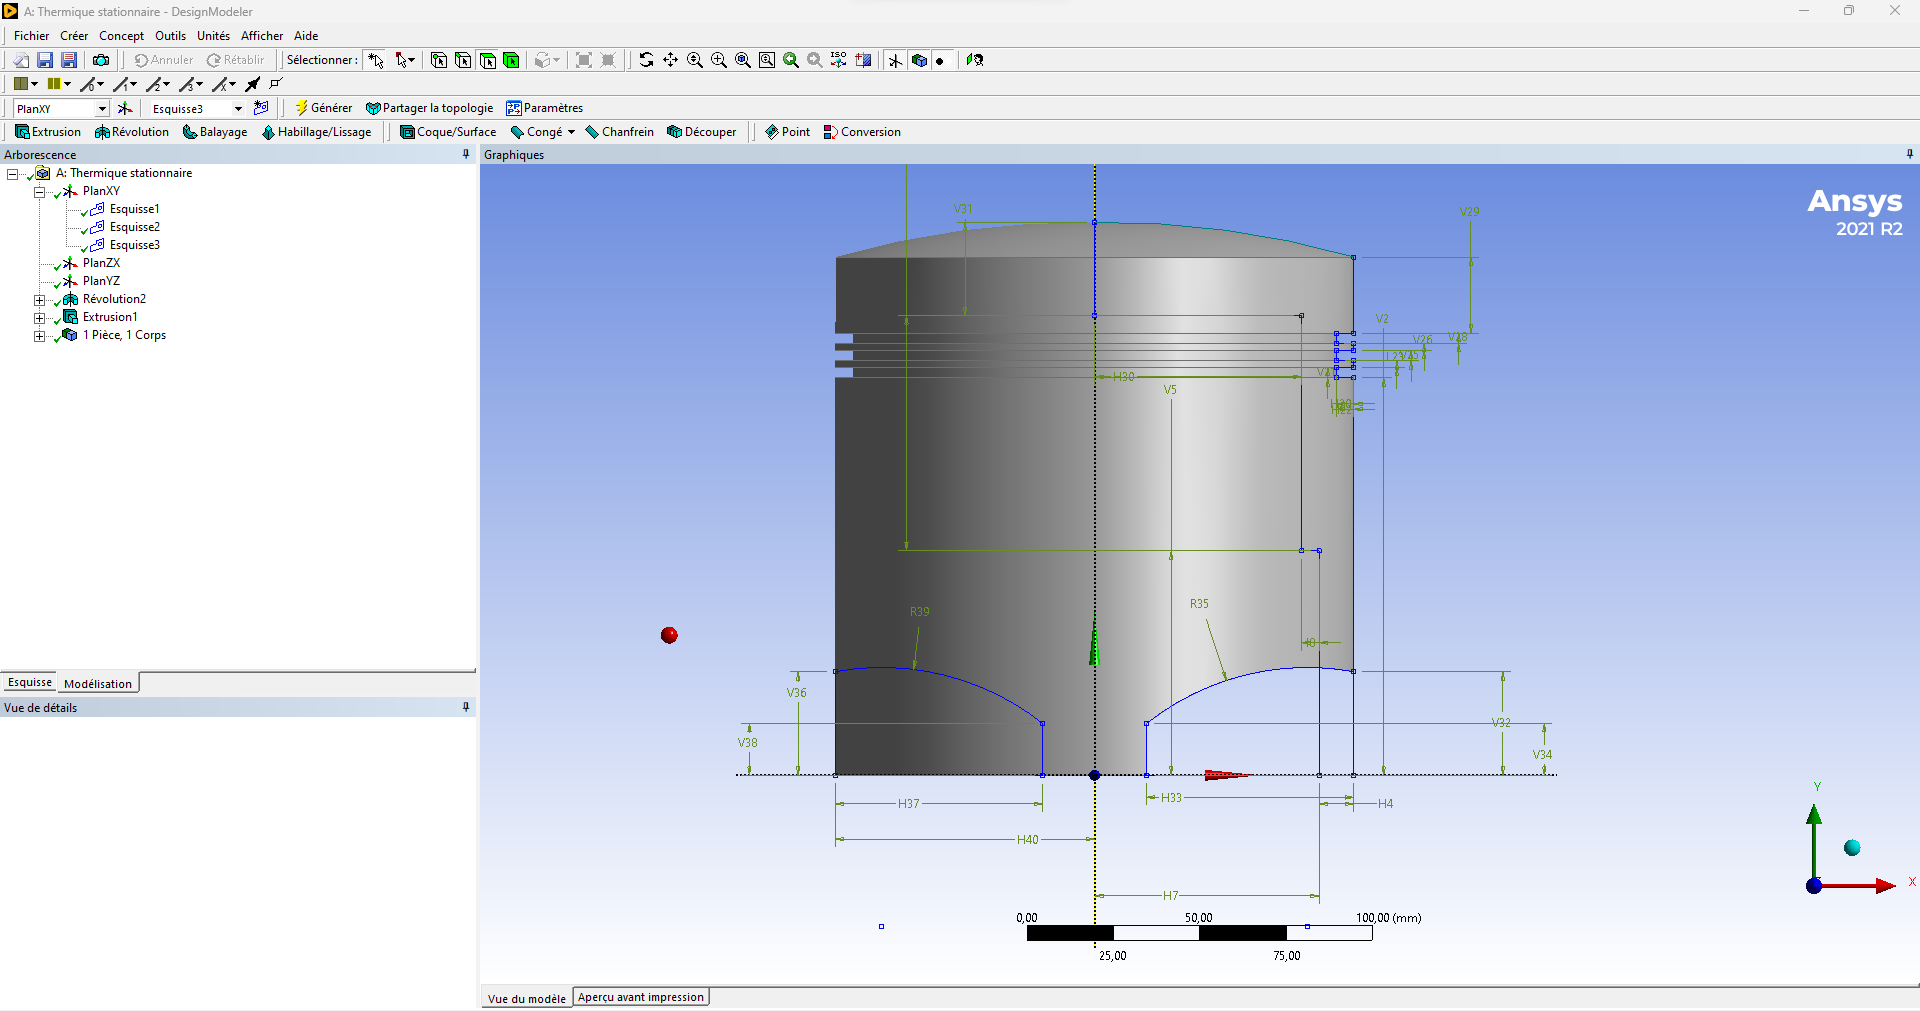 A: Thermique stationnaire - DesignModeler
Fichier Créer Concept Outils Unités Afficher Aide
Annuler Rétablir Sélectionner : ISO
PlanXY Esquisse3 Générer Partager la topologie Paramètres
Extrusion Révolution Balayage Habillage/Lissage Coque/Surface Congé Chanfrein Découper Point Conversion
Arborescence
A: Thermique stationnaire
PlanXY
Esquisse1
Esquisse2
Esquisse3
PlanZX
PlanYZ
Révolution2
Extrusion1
1 Pièce, 1 Corps
Esquisse Modélisation
Vue de détails
Graphiques
Ansys
2021 R2
V31
V29
V2
V26
V28
H30
V5
R39
R35
V36
V38
V32
V34
H37
H33
H4
H40
H7
0,00 50,00 100,00 (mm)
25,00 75,00
Y
X
Vue du modèle Aperçu avant impression